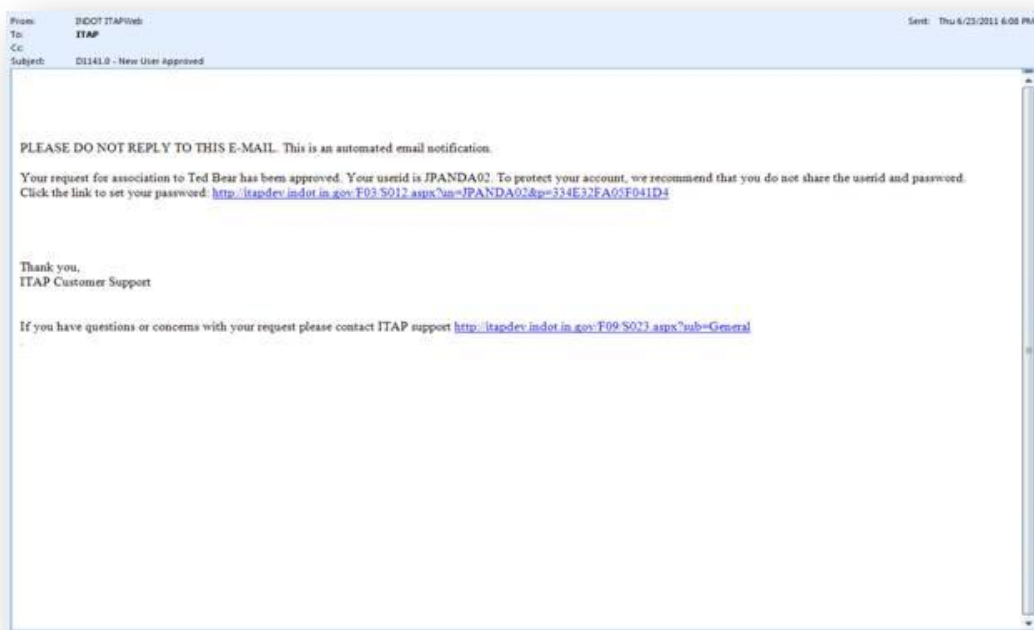 From: INDOT ITAPWeb
Sent: Thu 6/23/2011 6:08 PM
To: ITAP
Cc:
Subject: D1141.0 - New User Approved
PLEASE DO NOT REPLY TO THIS E-MAIL. This is an automated email notification.
Your request for association to Ted Bear has been approved. Your userid is JPANDA02. To protect your account, we recommend that you do not share the userid and password.
Click the link to set your password: http://itapdev.indot.in.gov/F03/S012.aspx?un=JPANDA02&p=334E32FA05F041D4
Thank you,
ITAP Customer Support
If you have questions or concerns with your request please contact ITAP support http://itapdev.indot.in.gov/F09/S023.aspx?sub=General